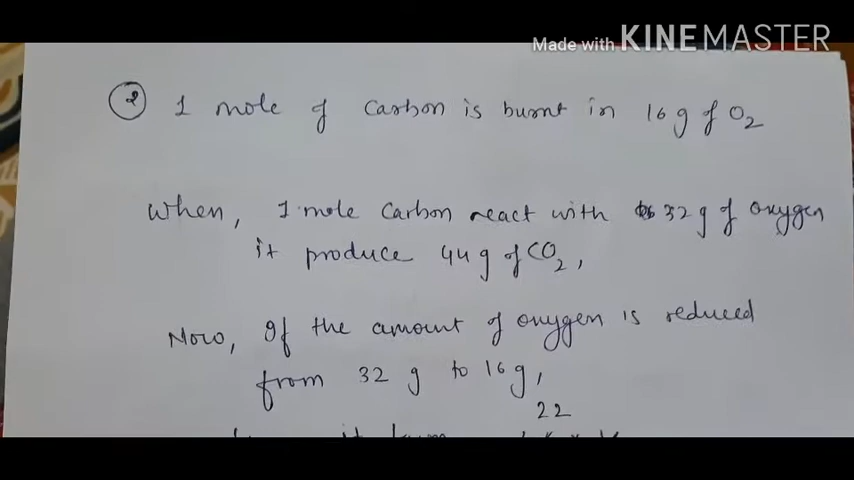 Made with KINEMASTER
2 1 mole of carbon is burnt in 16 g of O2
When, 1 mole carbon react with 32 g of oxygen
it produce 44 g of CO2,
Now, If the amount of oxygen is reduced
from 32 g to 16 g,
22